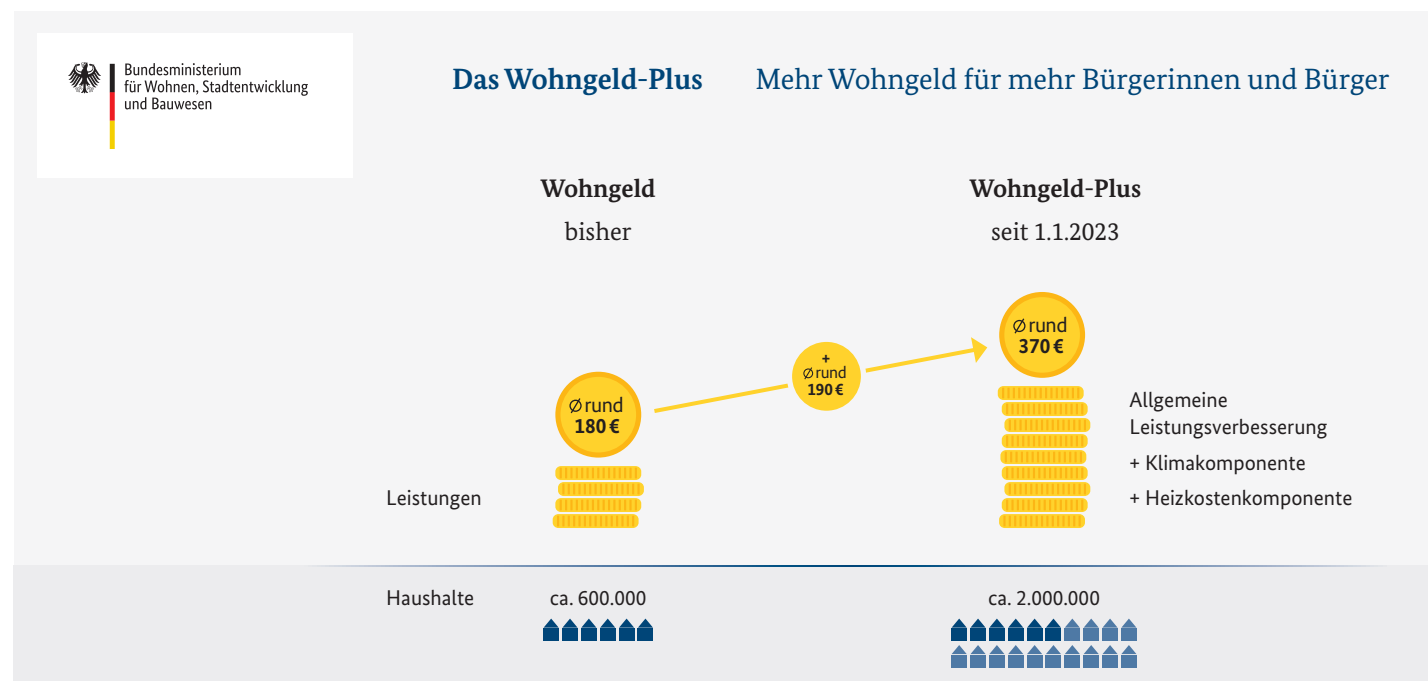 Bundesministerium
für Wohnen, Stadtentwicklung
und Bauwesen
Das Wohngeld-Plus Mehr Wohngeld für mehr Bürgerinnen und Bürger
Wohngeld
bisher
Wohngeld-Plus
seit 1.1.2023
Ø rund
180 €
+
Ø rund
190 €
Ø rund
370 €
Leistungen
Allgemeine
Leistungsverbesserung
+ Klimakomponente
+ Heizkostenkomponente
Haushalte
ca. 600.000
ca. 2.000.000